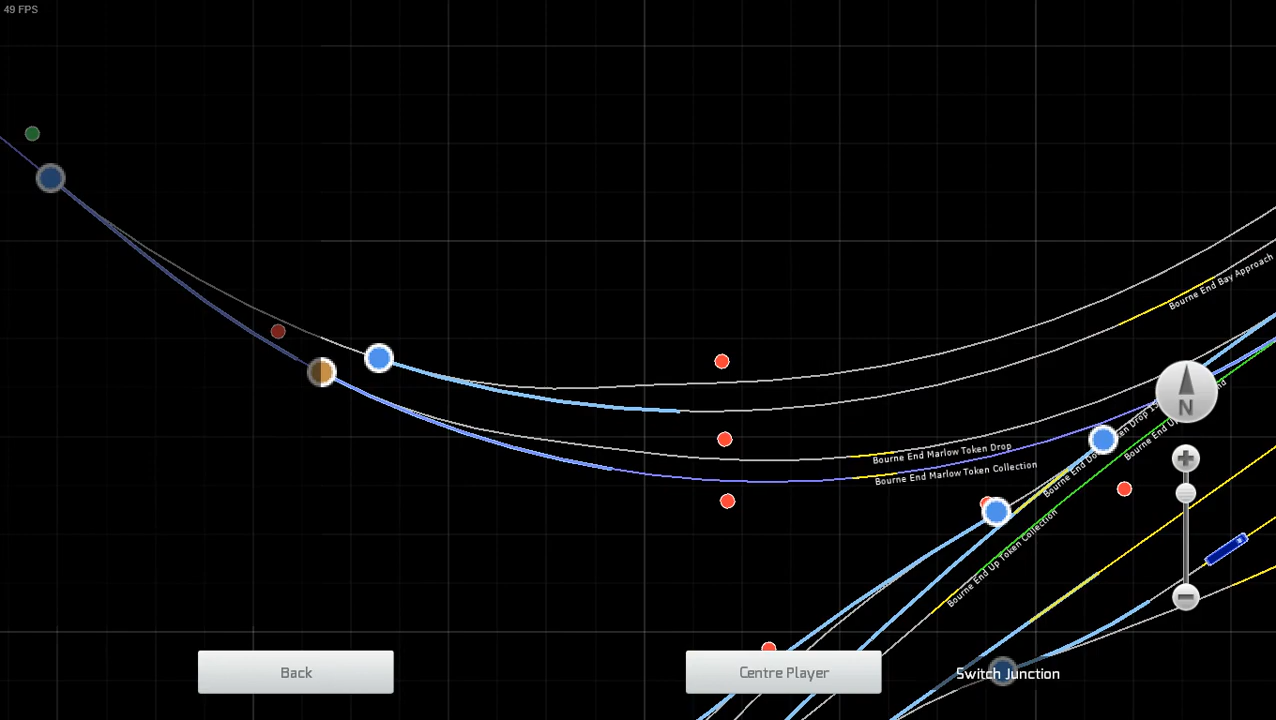 49 FPS
Bourne End Bay Approach
Bourne End Marlow Token Drop
Bourne End Marlow Token Collection
Bourne End Up Token Collection
N
Back
Centre Player
Switch Junction